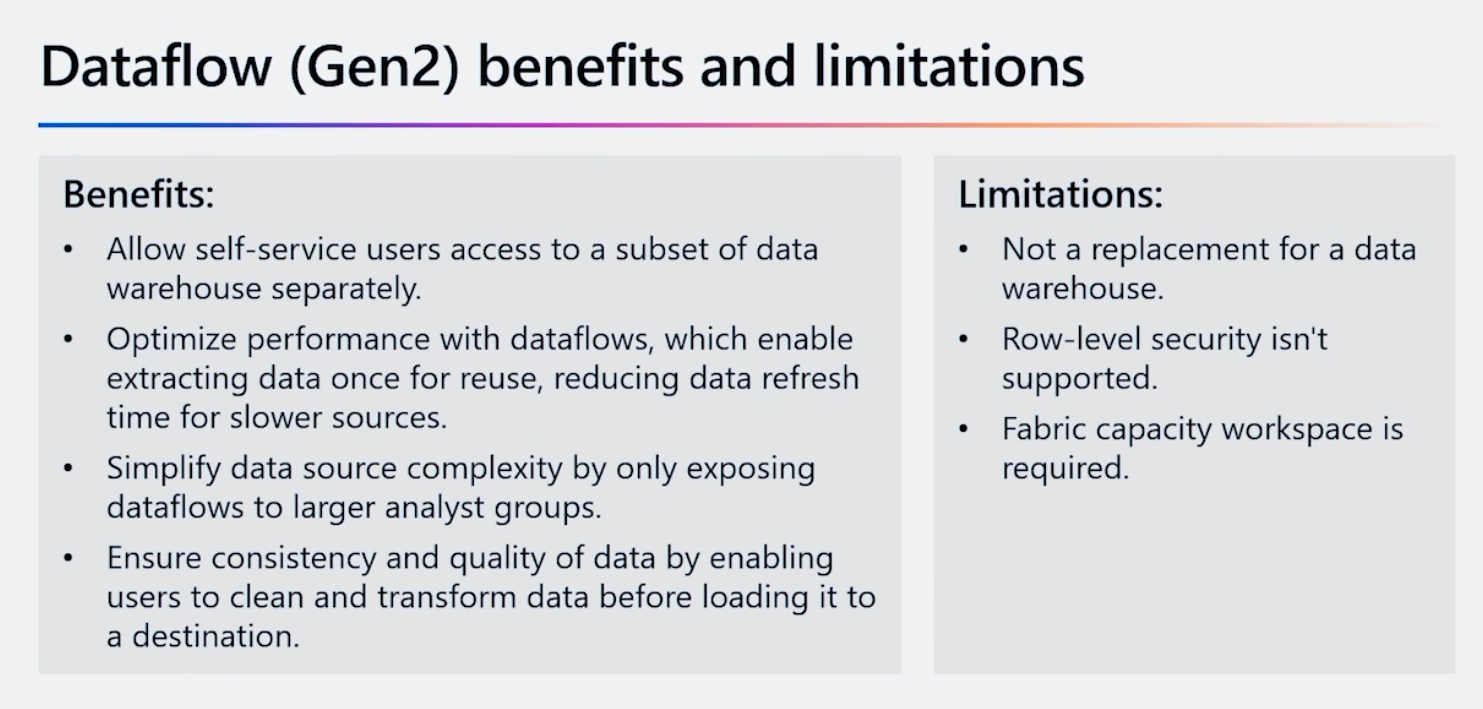 Dataflow (Gen2) benefits and limitations
Benefits:
• Allow self-service users access to a subset of data
warehouse separately.
• Optimize performance with dataflows, which enable
extracting data once for reuse, reducing data refresh
time for slower sources.
• Simplify data source complexity by only exposing
dataflows to larger analyst groups.
• Ensure consistency and quality of data by enabling
users to clean and transform data before loading it to
a destination.
Limitations:
• Not a replacement for a data
warehouse.
• Row-level security isn't
supported.
• Fabric capacity workspace is
required.